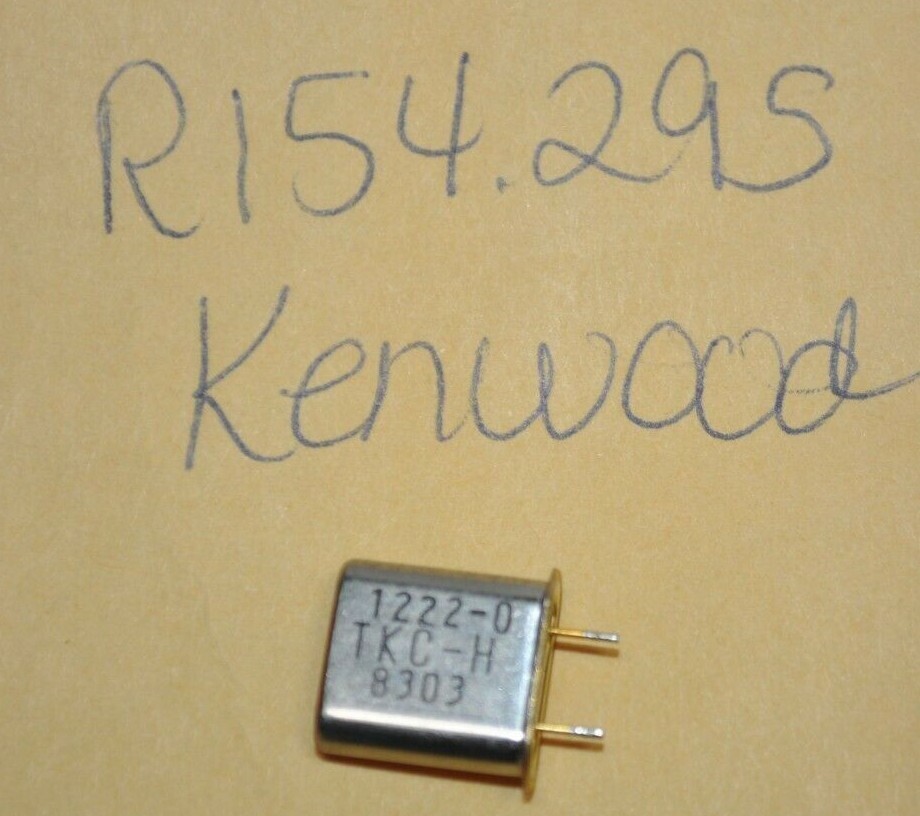 R154.295
Kenwood
1222-0
TKC-H
8303